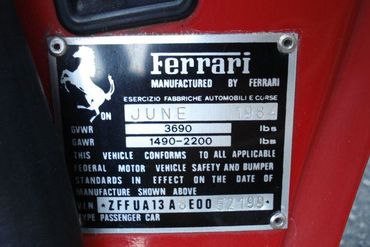 Ferrari
MANUFACTURED BY FERRARI
ESERCIZIO FABBRICHE AUTOMOBILI E CORSE
ON JUNE 1984
GVWR 3690 lbs
GAWR 1490-2200 lbs
THIS VEHICLE CONFORMS TO ALL APPLICABLE
FEDERAL MOTOR VEHICLE SAFETY AND BUMPER
STANDARDS IN EFFECT ON THE DATE OF
MANUFACTURE SHOWN ABOVE
V.I.N.
TYPE PASSENGER CAR